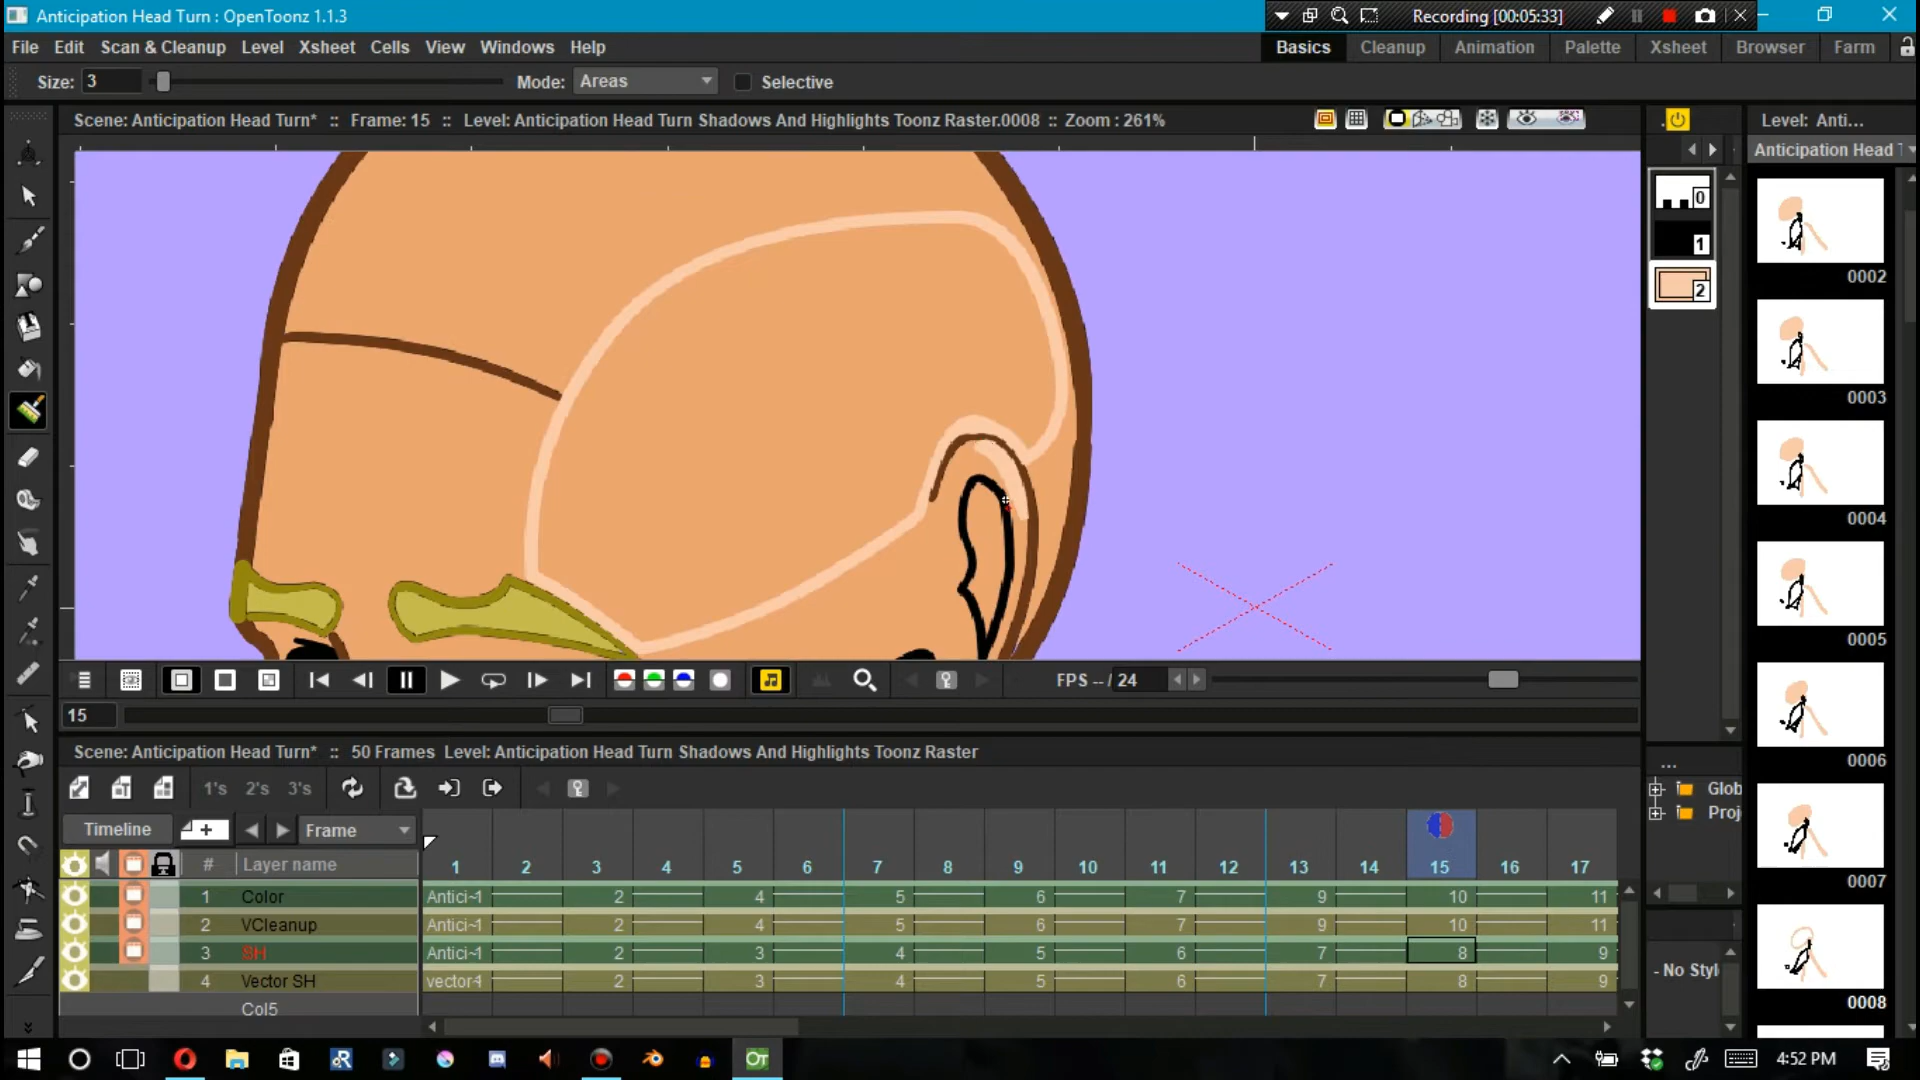 Anticipation Head Turn : OpenToonz 1.1.3
Recording [00:05:33]
File Edit Scan & Cleanup Level Xsheet Cells View Windows Help
Basics Cleanup Animation Palette Xsheet Browser Farm
Size: 3 Mode: Areas Selective
Scene: Anticipation Head Turn* :: Frame: 15 :: Level: Anticipation Head Turn Shadows And Highlights Toonz Raster.0008 :: Zoom : 261%
Level: Anti...
Anticipation Head
0
1
2
0002
0003
0004
0005
0006
0007
0008
FPS -- / 24
15
Scene: Anticipation Head Turn* :: 50 Frames Level: Anticipation Head Turn Shadows And Highlights Toonz Raster
...
1's 2's 3's
Glob
Proj
Timeline + Frame
1 2 3 4 5 6 7 8 9 10 11 12 13 14 15 16 17
# Layer name
1 Color Antici~1 2 4 5 6 7 9 10 11
2 VCleanup Antici~1 2 4 5 6 7 9 10 11
3 SH Antici~1 2 3 4 5 6 7 8 9
4 Vector SH vector~1 2 3 4 5 6 7 8 9
Col5
- No Styl
4:52 PM